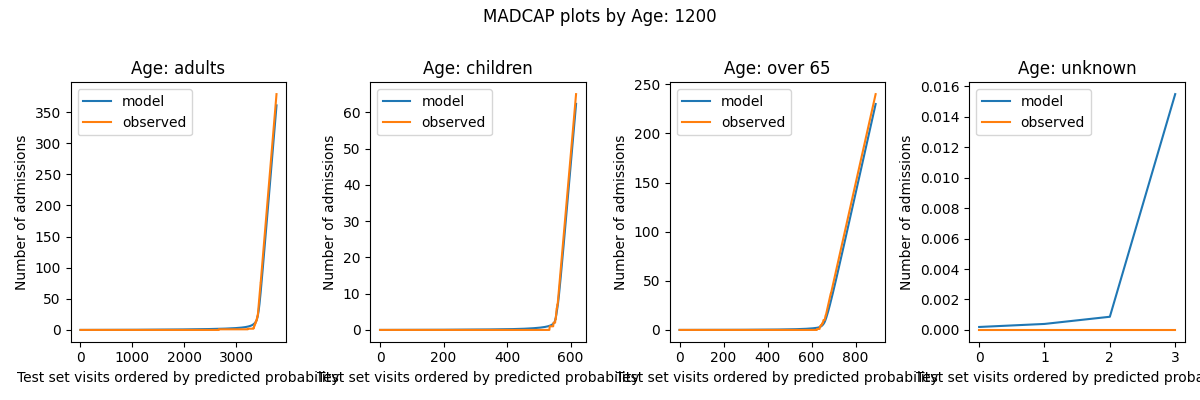 MADCAP plots by Age: 1200
Age: adults
Number of admissions
350
300
250
200
150
100
50
0
model
observed
0 1000 2000 3000
Test set visits ordered by predicted probability
Age: children
Number of admissions
60
50
40
30
20
10
0
model
observed
0 200 400 600
Test set visits ordered by predicted probability
Age: over 65
Number of admissions
250
200
150
100
50
0
model
observed
0 200 400 600 800
Test set visits ordered by predicted probability
Age: unknown
Number of admissions
0.016
0.014
0.012
0.010
0.008
0.006
0.004
0.002
0.000
model
observed
0 1 2 3
Test set visits ordered by predicted proba